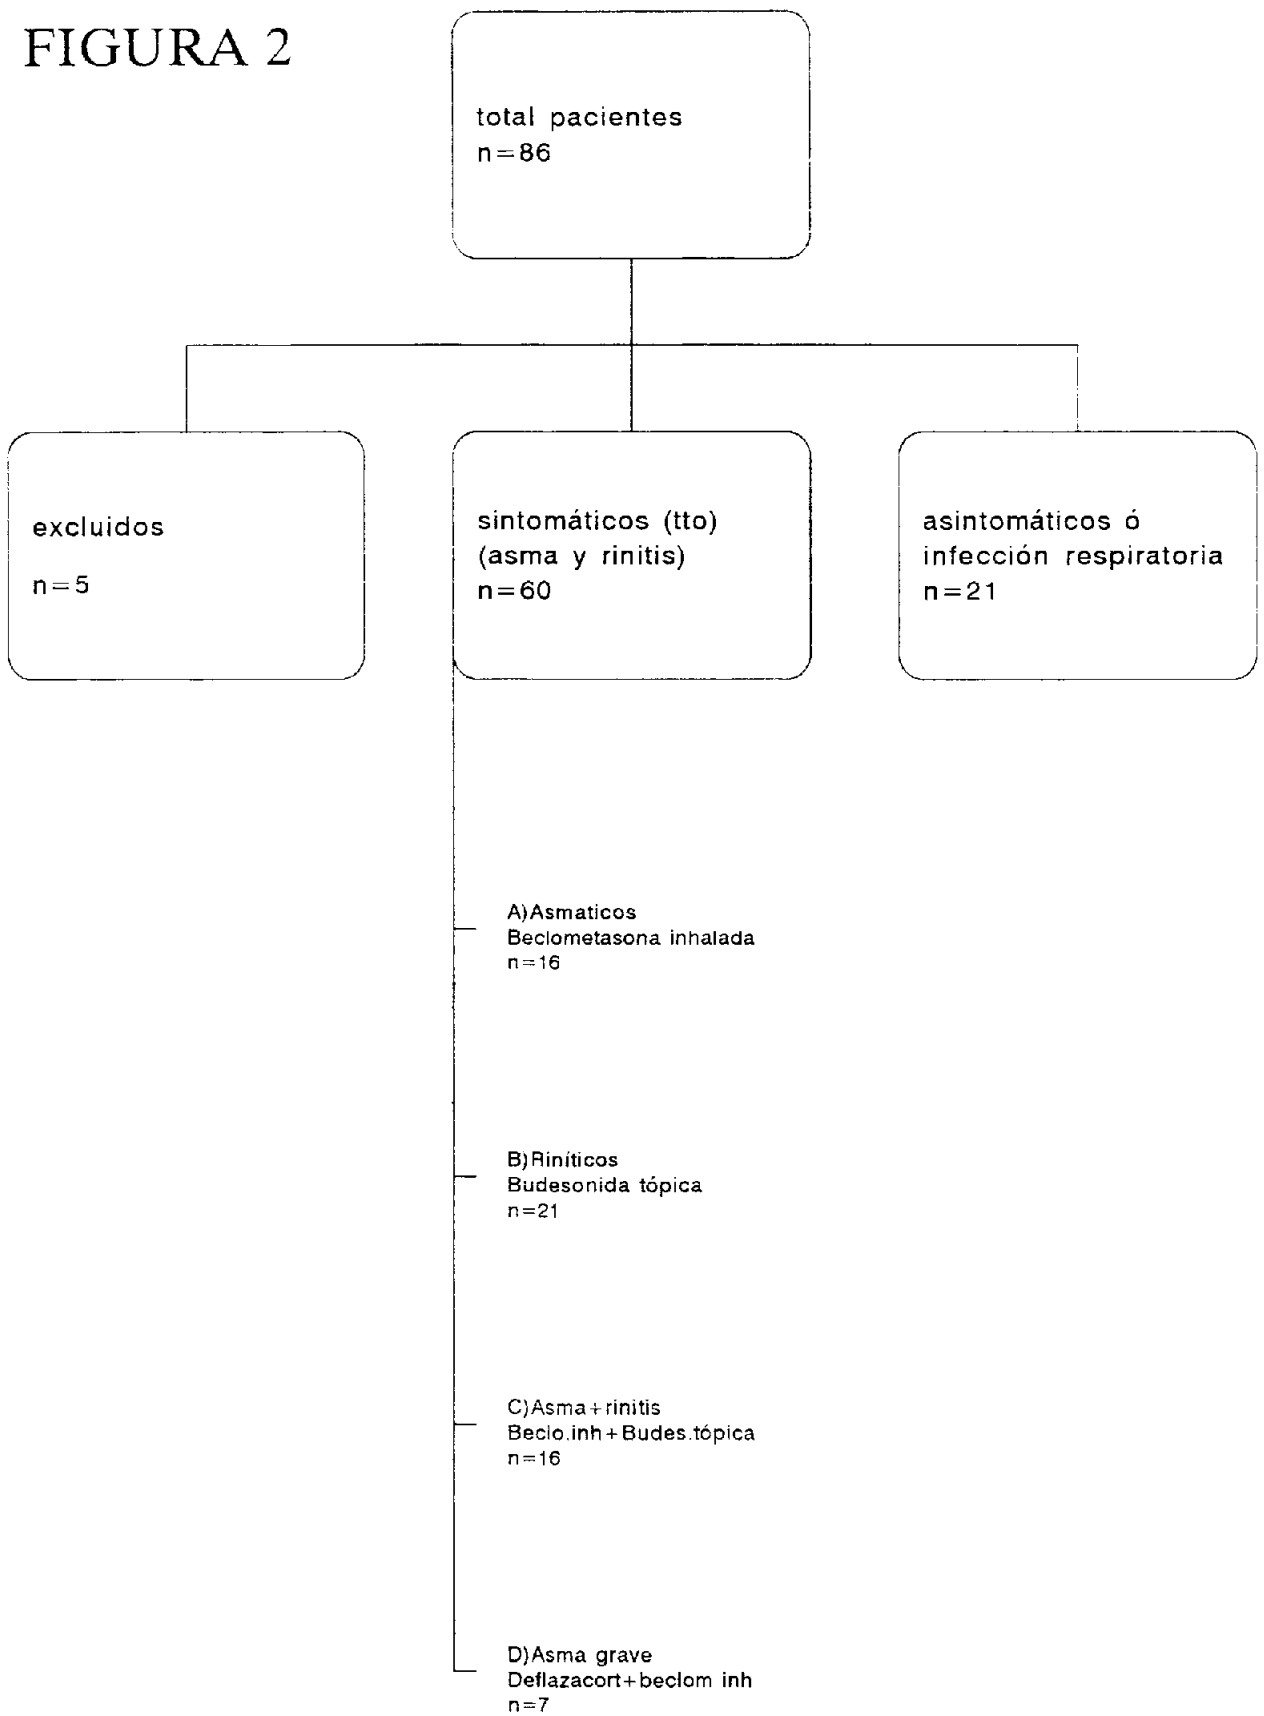 FIGURA 2
total pacientes
n=86
excluidos
n=5
sintomáticos (tto)
(asma y rinitis)
n=60
asintomáticos ó
infección respiratoria
n=21
A)Asmaticos
Beclometasona inhalada
n=16
B)Riníticos
Budesonida tópica
n=21
C)Asma+rinitis
Beclo.inh+Budes.tópica
n=16
D)Asma grave
Deflazacort+beclom inh
n=7